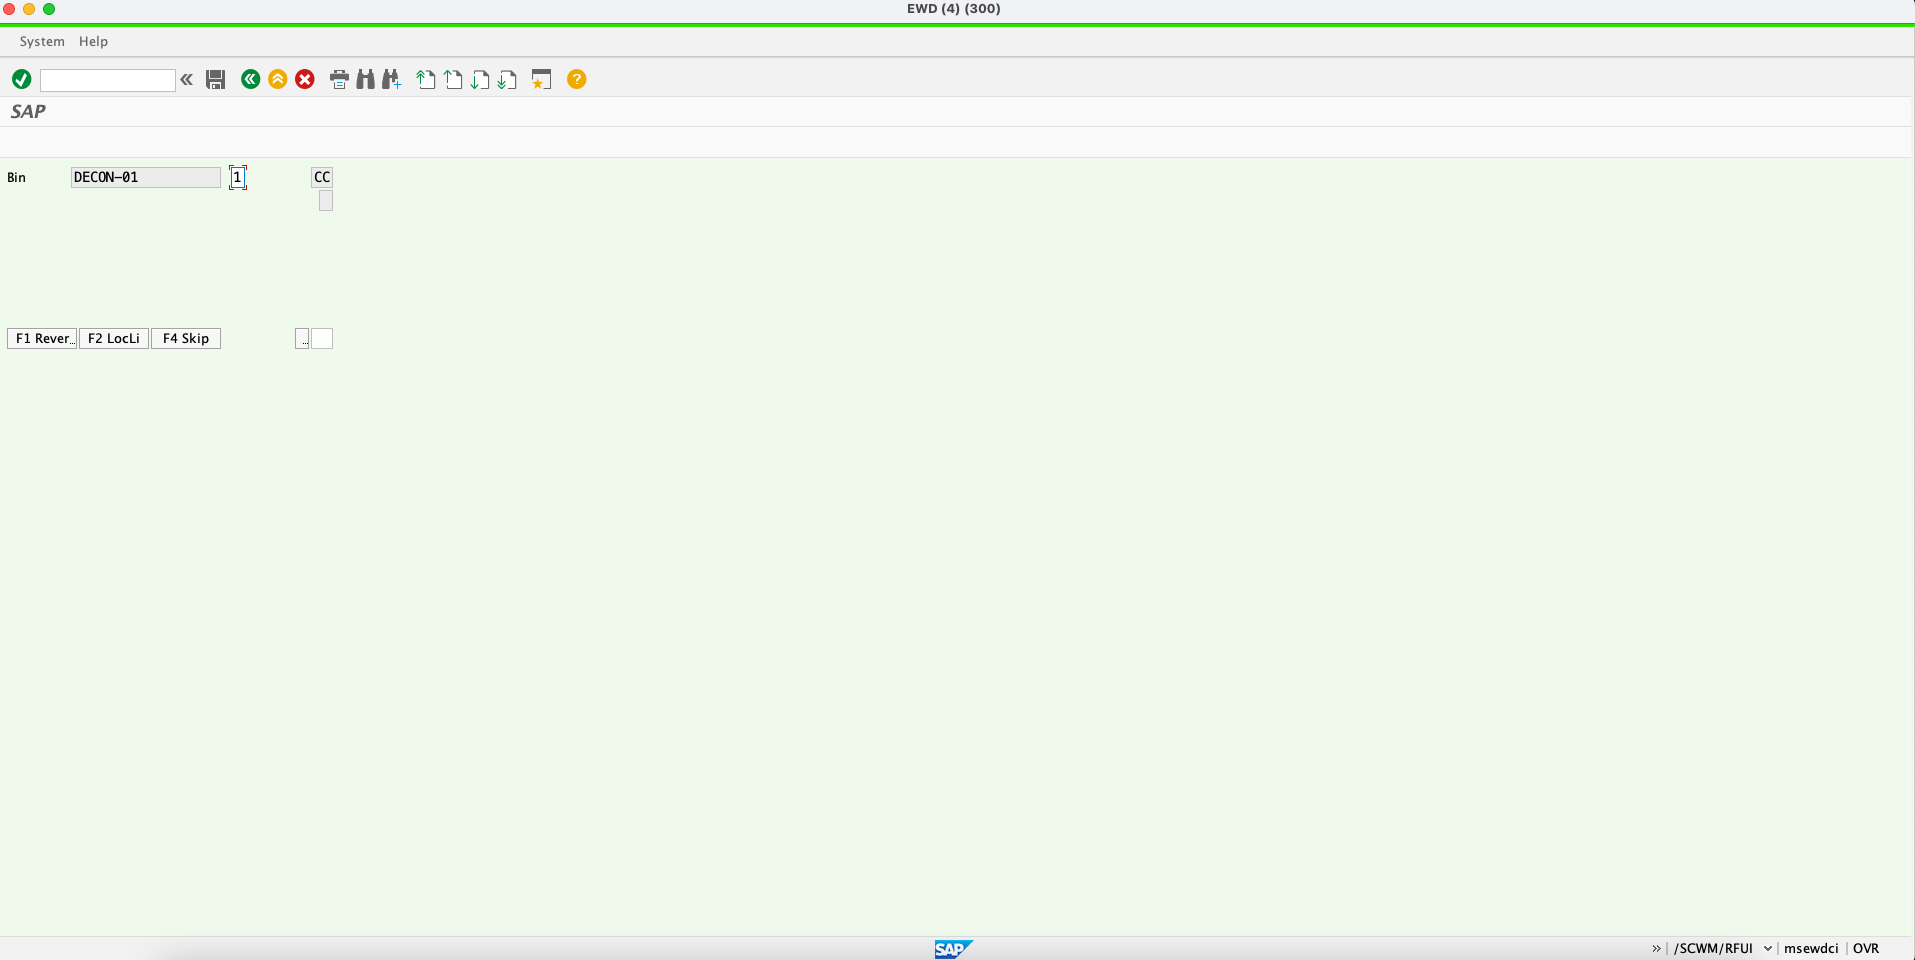 EWD (4) (300)
System Help
SAP
Bin DECON-01 1 CC
F1 Rever... F2 LocLi F4 Skip ...
SAP » /SCWM/RFUI msewdci OVR